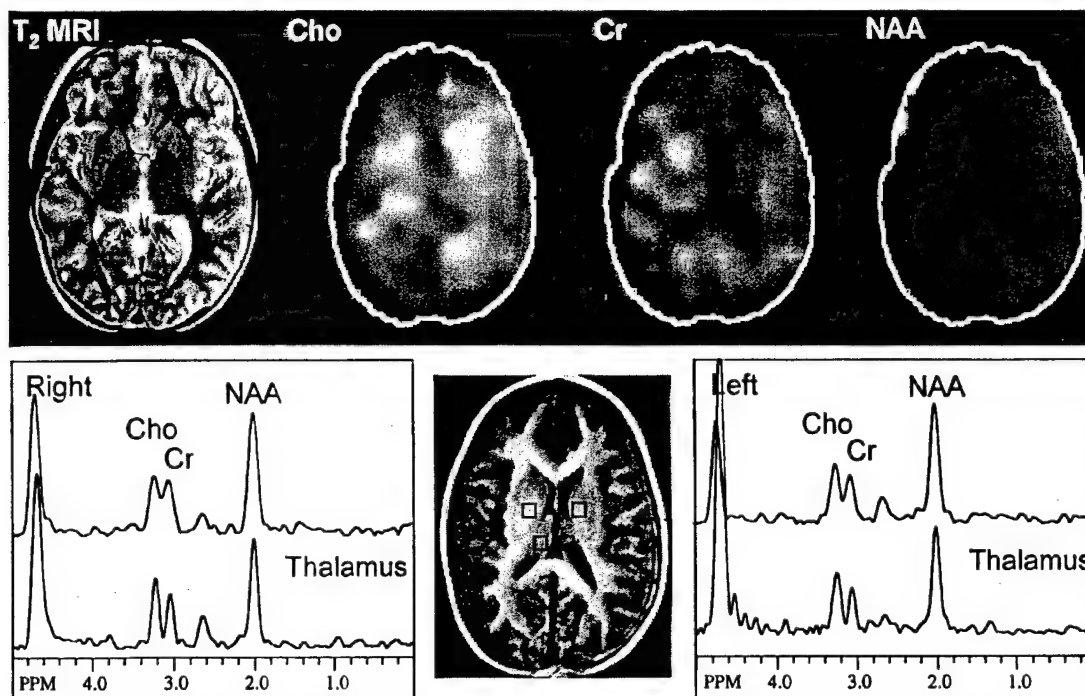 T₂ MRI Cho Cr NAA
Right
NAA
Cho
Cr
Thalamus
PPM 4.0 3.0 2.0 1.0
Left
NAA
Cho
Cr
Thalamus
PPM 4.0 3.0 2.0 1.0